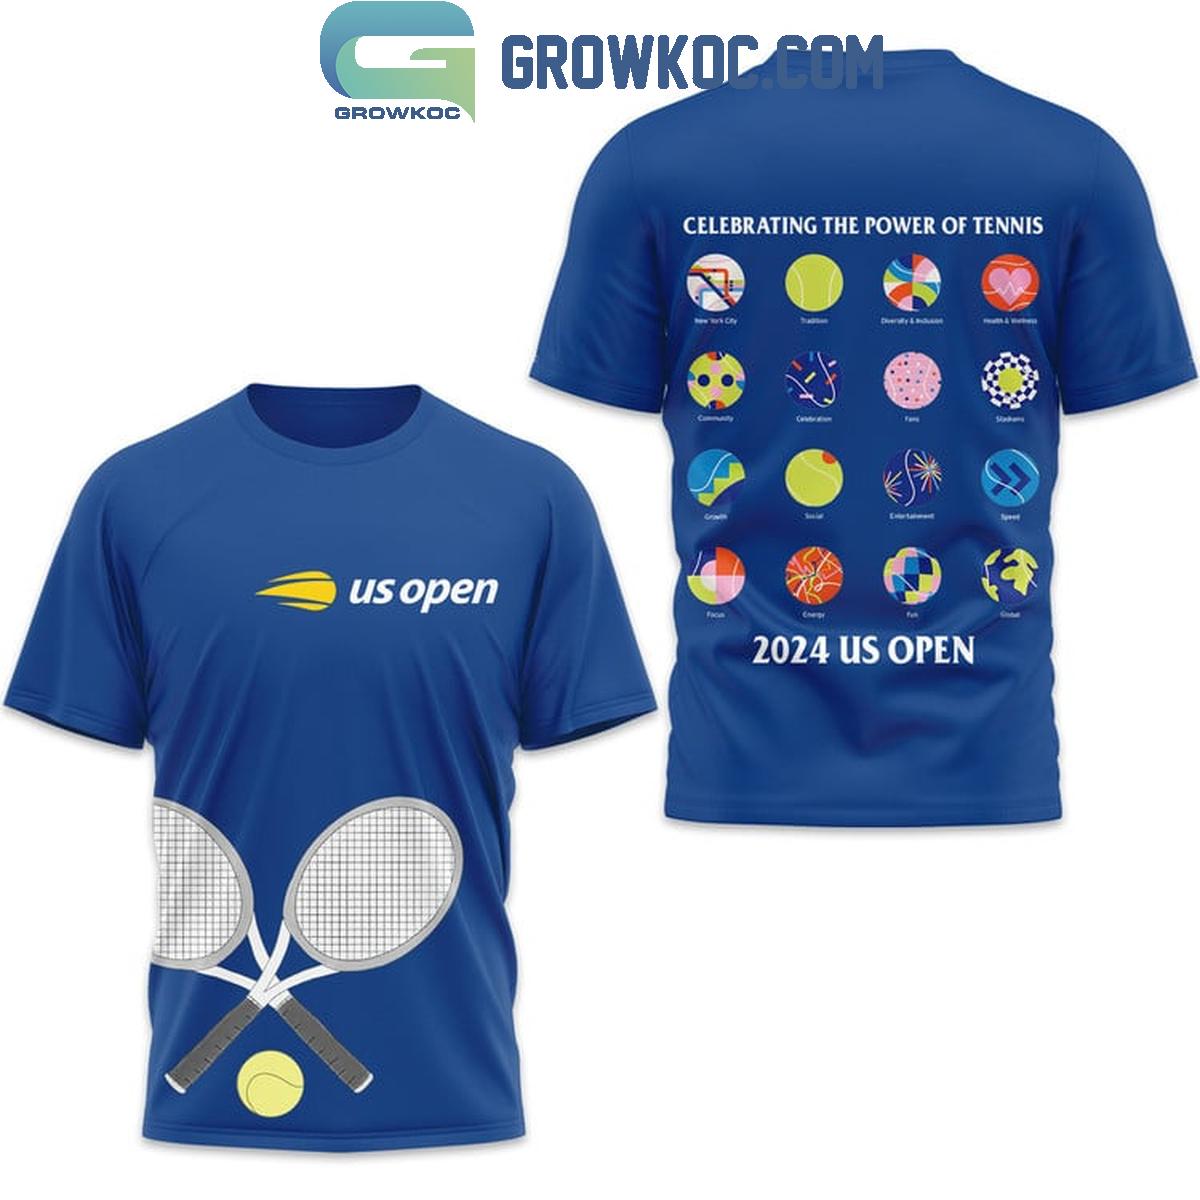 GROWKOC
GROWKOC.COM
CELEBRATING THE POWER OF TENNIS
New York City
Tradition
Diversity & Inclusion
Health & Wellness
Community
Celebration
Fans
Stadiums
Growth
Social
Entertainment
Speed
Focus
Energy
Fun
Global
2024 US OPEN
us open